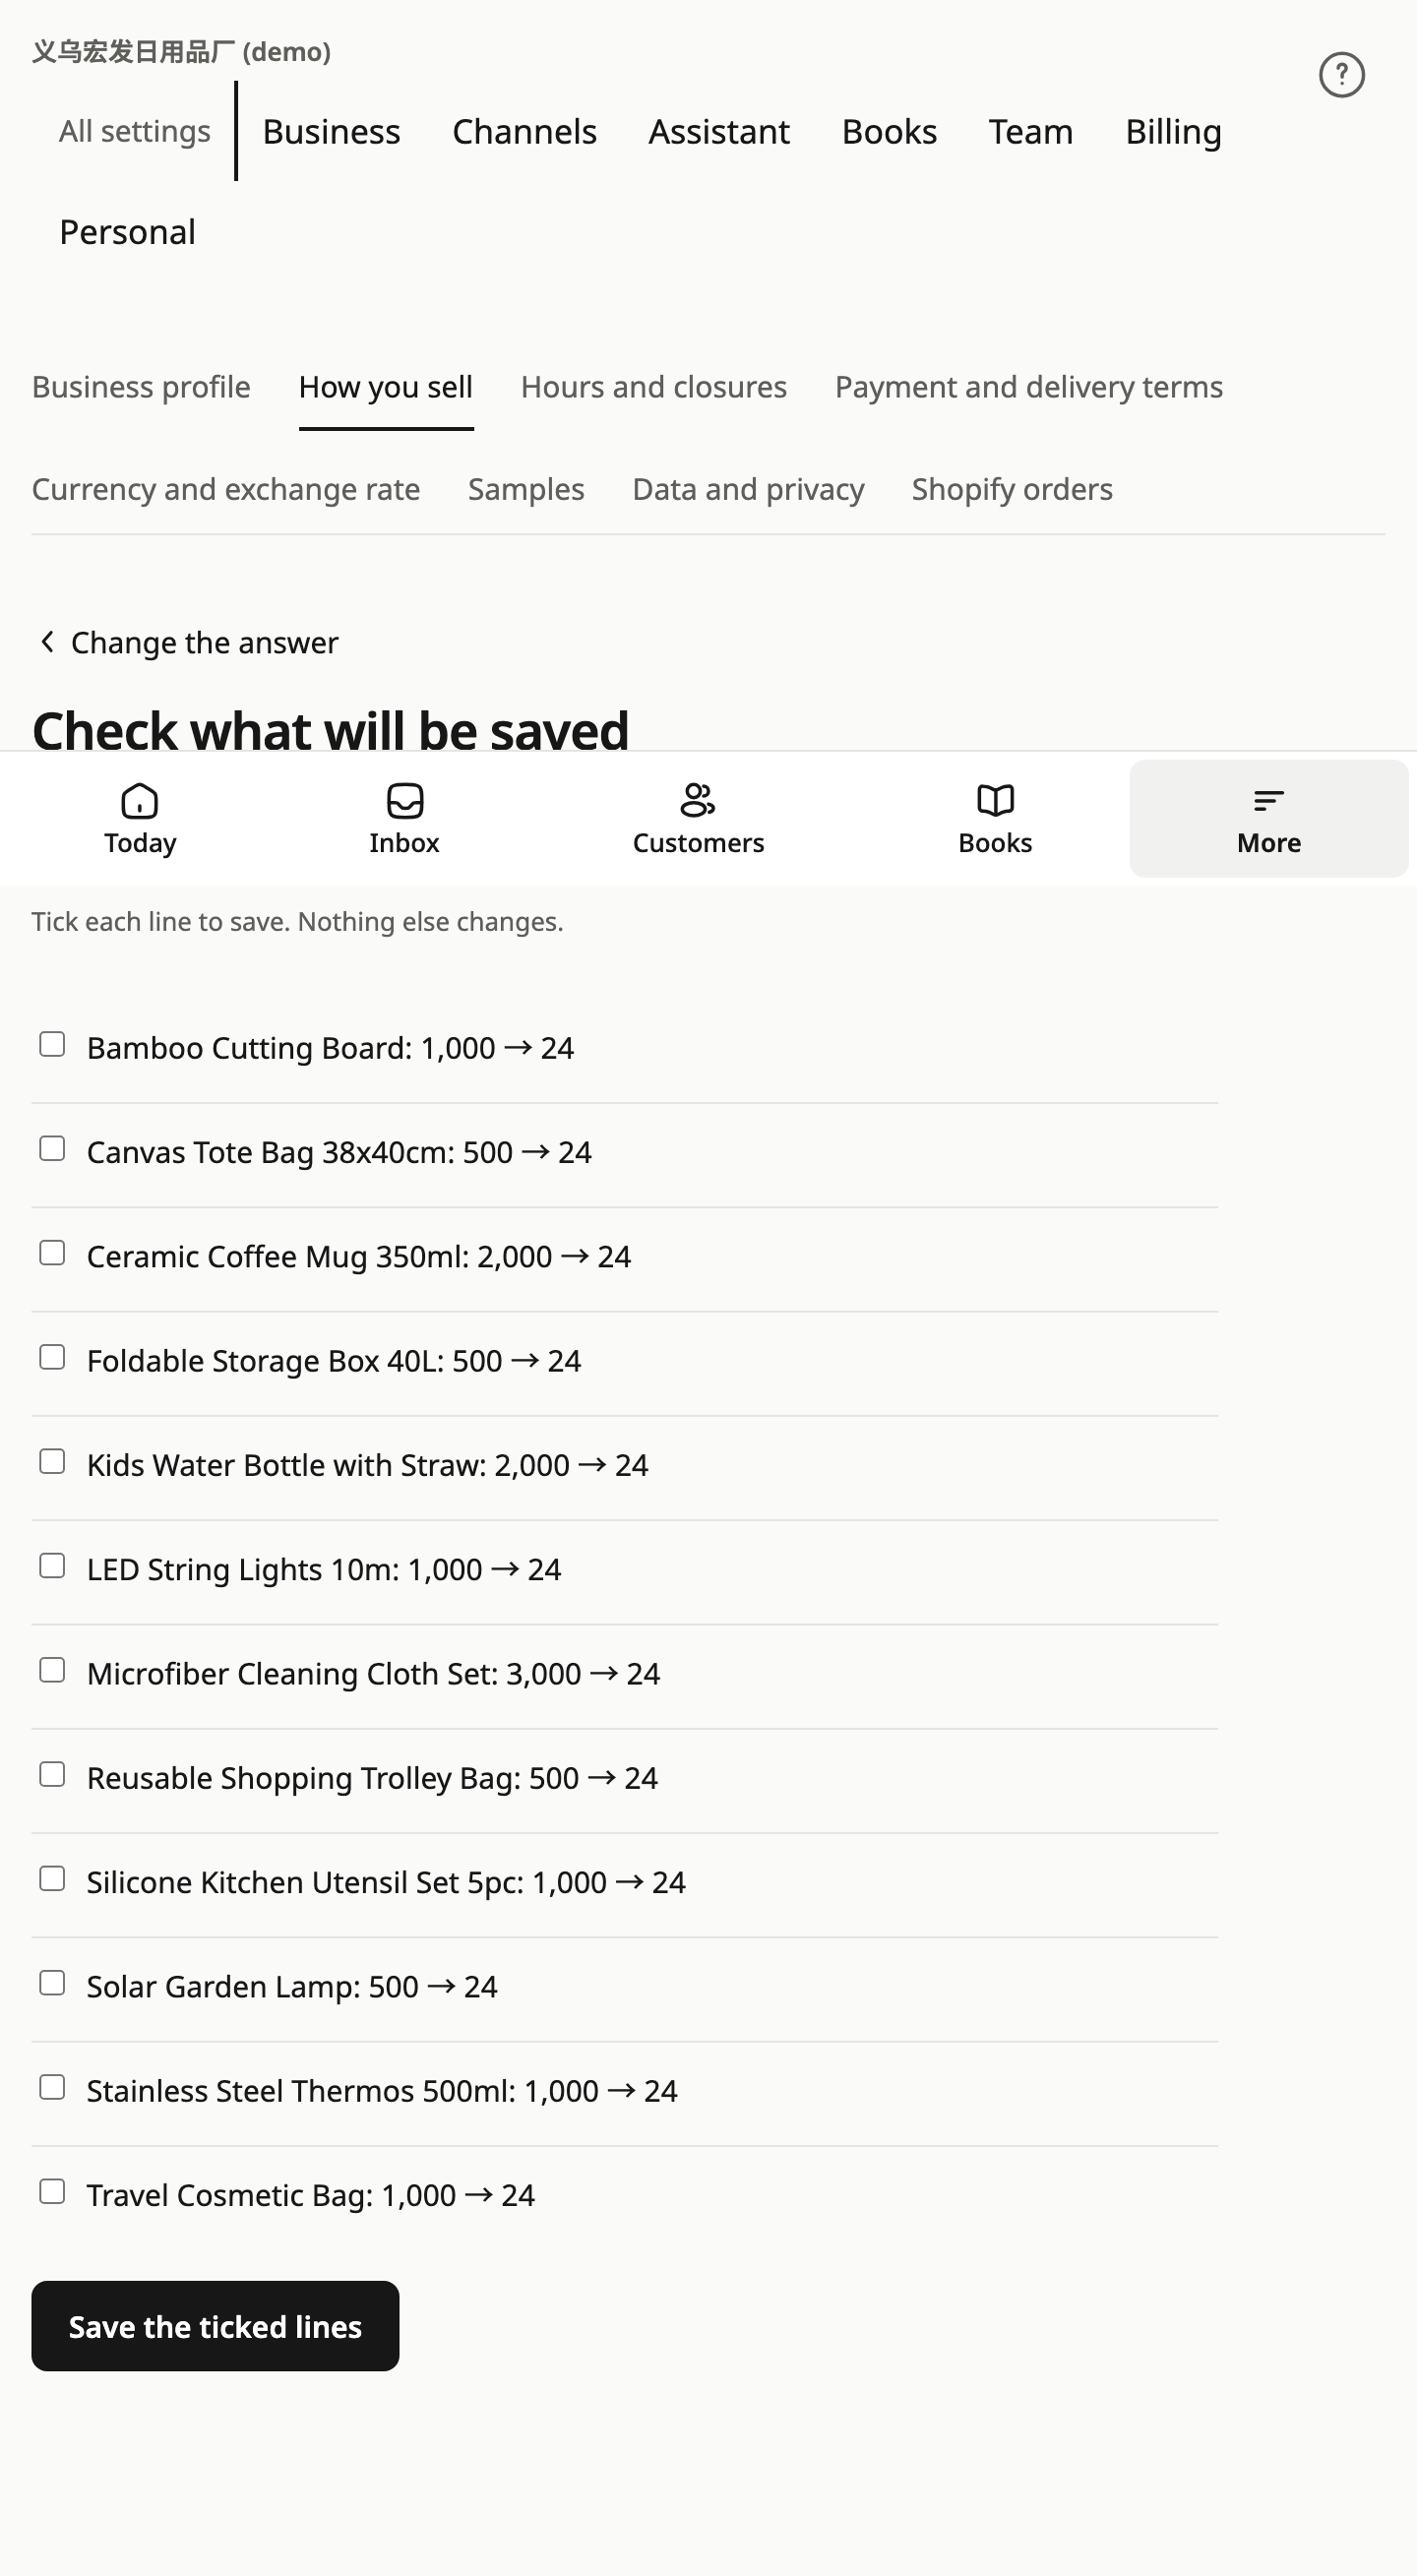 义乌宏发日用品厂 (demo)
All settings
Business
Channels
Assistant
Books
Team
Billing
Personal
Business profile
How you sell
Hours and closures
Payment and delivery terms
Currency and exchange rate
Samples
Data and privacy
Shopify orders
Change the answer
Check what will be saved
Today
Inbox
Customers
Books
More
Tick each line to save. Nothing else changes.
Bamboo Cutting Board: 1,000 → 24
Canvas Tote Bag 38x40cm: 500 → 24
Ceramic Coffee Mug 350ml: 2,000 → 24
Foldable Storage Box 40L: 500 → 24
Kids Water Bottle with Straw: 2,000 → 24
LED String Lights 10m: 1,000 → 24
Microfiber Cleaning Cloth Set: 3,000 → 24
Reusable Shopping Trolley Bag: 500 → 24
Silicone Kitchen Utensil Set 5pc: 1,000 → 24
Solar Garden Lamp: 500 → 24
Stainless Steel Thermos 500ml: 1,000 → 24
Travel Cosmetic Bag: 1,000 → 24
Save the ticked lines